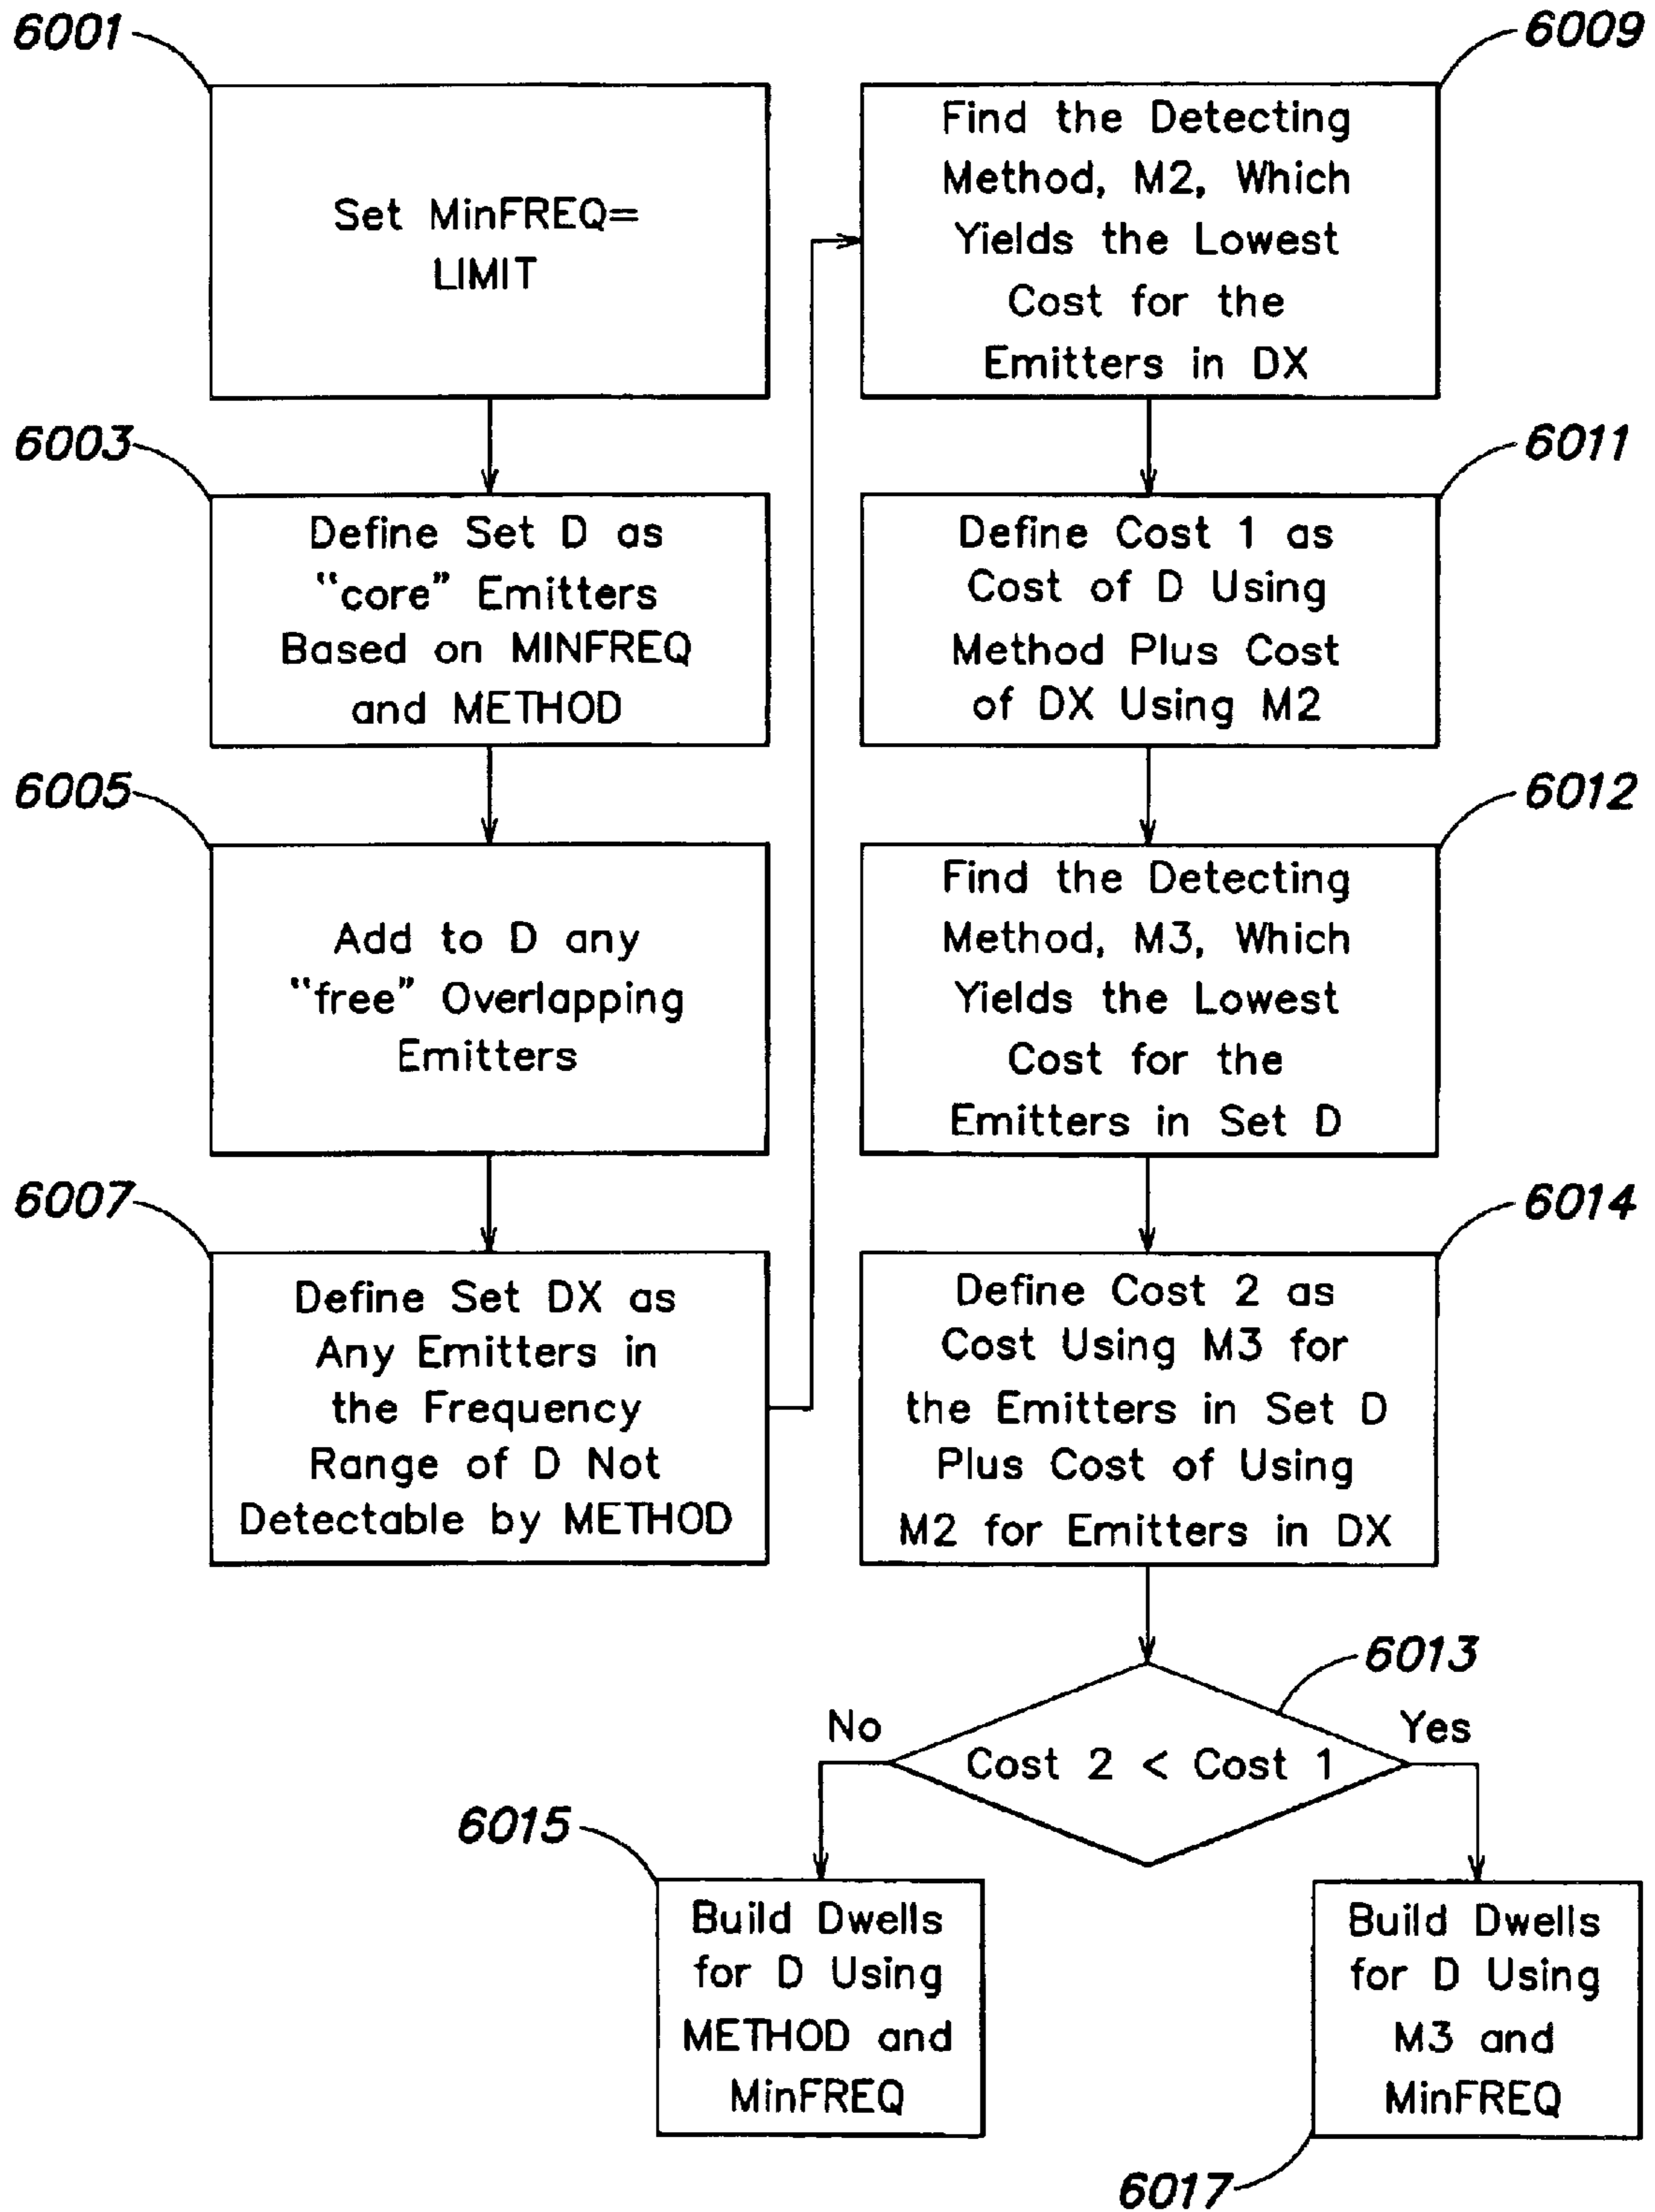 6001
Set MinFREQ=
LIMIT
6003
Define Set D as
"core" Emitters
Based on MINFREQ
and METHOD
6005
Add to D any
"free" Overlapping
Emitters
6007
Define Set DX as
Any Emitters in
the Frequency
Range of D Not
Detectable by METHOD
6009
Find the Detecting
Method, M2, Which
Yields the Lowest
Cost for the
Emitters in DX
6011
Define Cost 1 as
Cost of D Using
Method Plus Cost
of DX Using M2
6012
Find the Detecting
Method, M3, Which
Yields the Lowest
Cost for the
Emitters in Set D
6014
Define Cost 2 as
Cost Using M3 for
the Emitters in Set D
Plus Cost of Using
M2 for Emitters in DX
6013
No
Yes
Cost 2 < Cost 1
6015
Build Dwells
for D Using
METHOD and
MinFREQ
Build Dwells
for D Using
M3 and
MinFREQ
6017